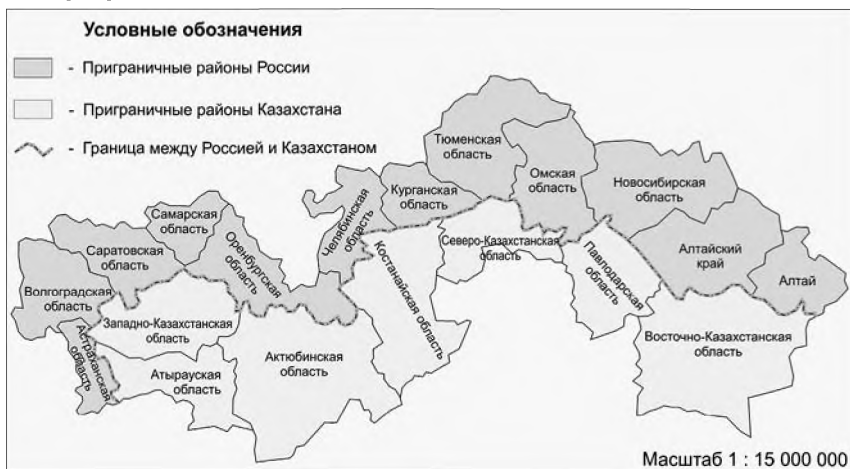 Условные обозначения
- Приграничные районы России
- Приграничные районы Казахстана
- Граница между Россией и Казахстаном
Тюменская
область
Омская
область
Новосибирская
область
Курганская
область
Челябинская
область
Самарская
область
Оренбургская
область
Саратовская
область
Волгоградская
область
Астраханская
область
Западно-Казахстанская
область
Атырауская
область
Актюбинская
область
Костанайская область
Северо-Казахстанская
область
Павлодарская
область
Алтайский
край
Алтай
Восточно-Казахстанская
область
Масштаб 1 : 15 000 000